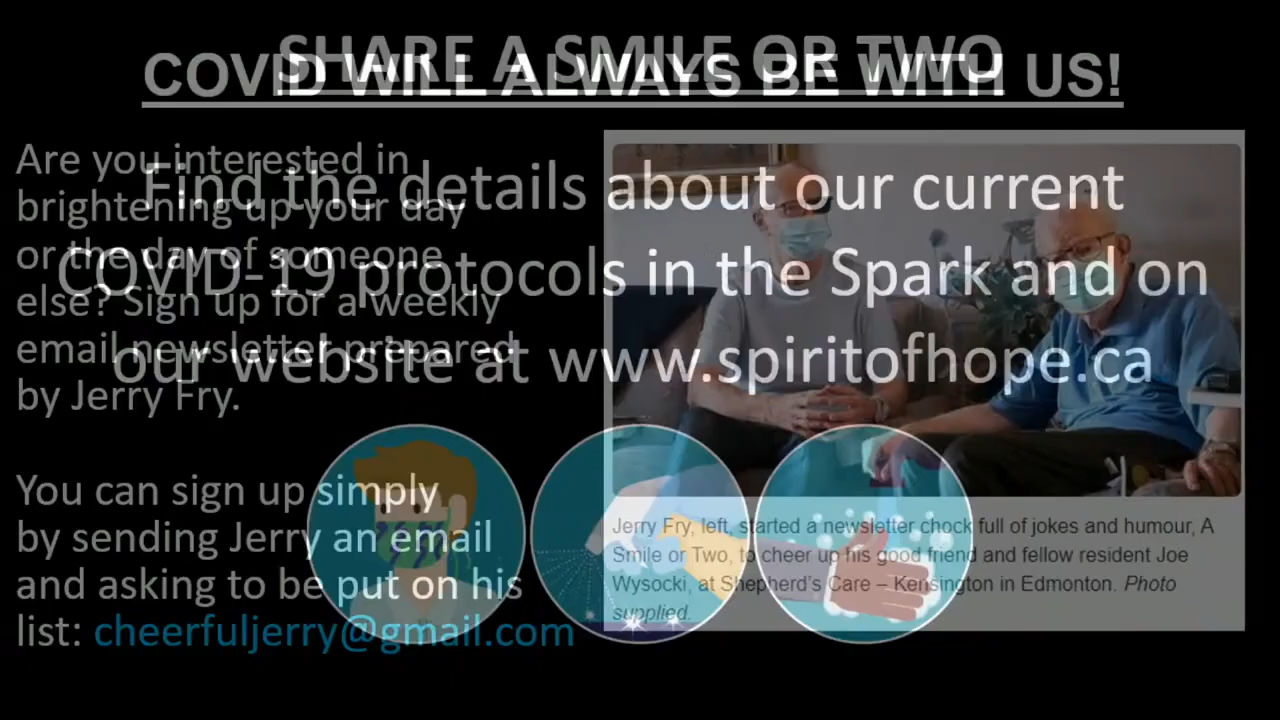 SHARE A SMILE OR TWO
Are you interested in
brightening up your day
or the day of someone
else? Sign up for a weekly
email newsletter prepared
by Jerry Fry.
You can sign up simply
by sending Jerry an email
and asking to be put on his
list: cheerfuljerry@gmail.com
Jerry Fry, left, started a newsletter chock full of jokes and humour, A
Smile or Two, to cheer up his good friend and fellow resident Joe
Wysocki, at Shepherd's Care – Kensington in Edmonton. Photo
supplied.
COVID WILL ALWAYS BE WITH US!
Find the details about our current
COVID-19 protocols in the Spark and on
our website at www.spiritofhope.ca